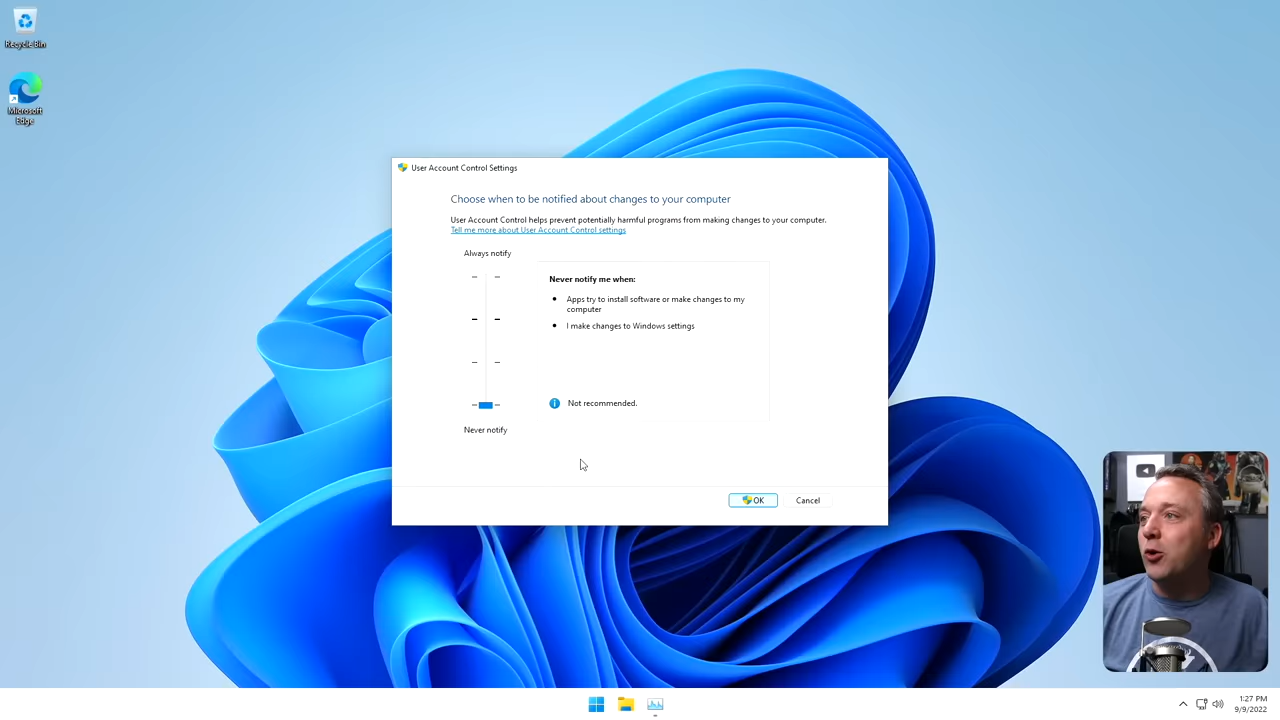 Recycle Bin
Microsoft
Edge
User Account Control Settings
Choose when to be notified about changes to your computer
User Account Control helps prevent potentially harmful programs from making changes to your computer.
Tell me more about User Account Control settings
Always notify
Never notify me when:
Apps try to install software or make changes to my
computer
I make changes to Windows settings
Not recommended.
Never notify
OK
Cancel
1:27 PM
9/9/2022